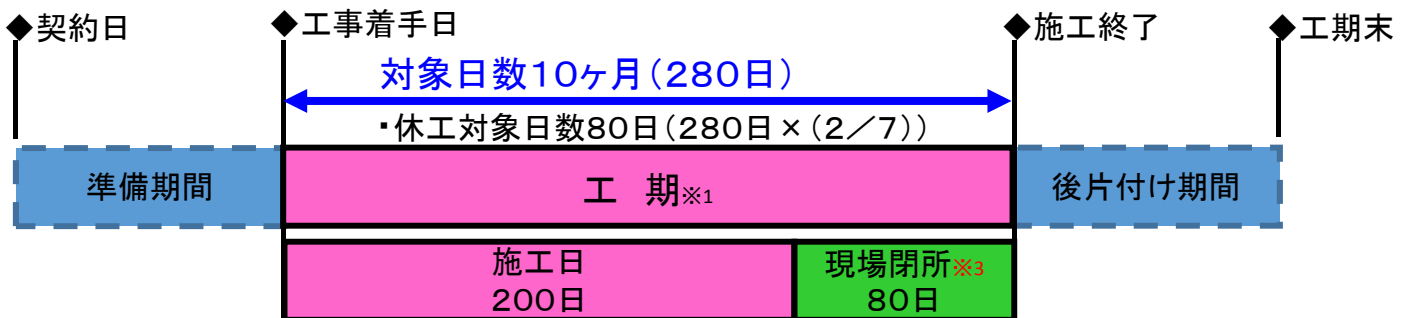 ◆契約日
◆工事着手日
◆施工終了
◆工期末
対象日数10ヶ月(280日)
・休工対象日数80日(280日×(2/7))
準備期間
工 期※1
後片付け期間
施工日
200日
現場閉所※3
80日